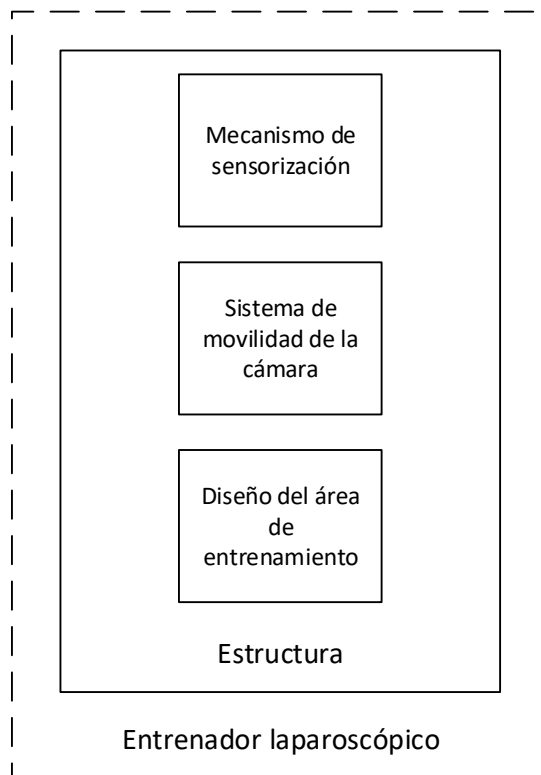 Mecanismo de
sensorización
Sistema de
movilidad de la
cámara
Diseño del área
de
entrenamiento
Estructura
Entrenador laparoscópico